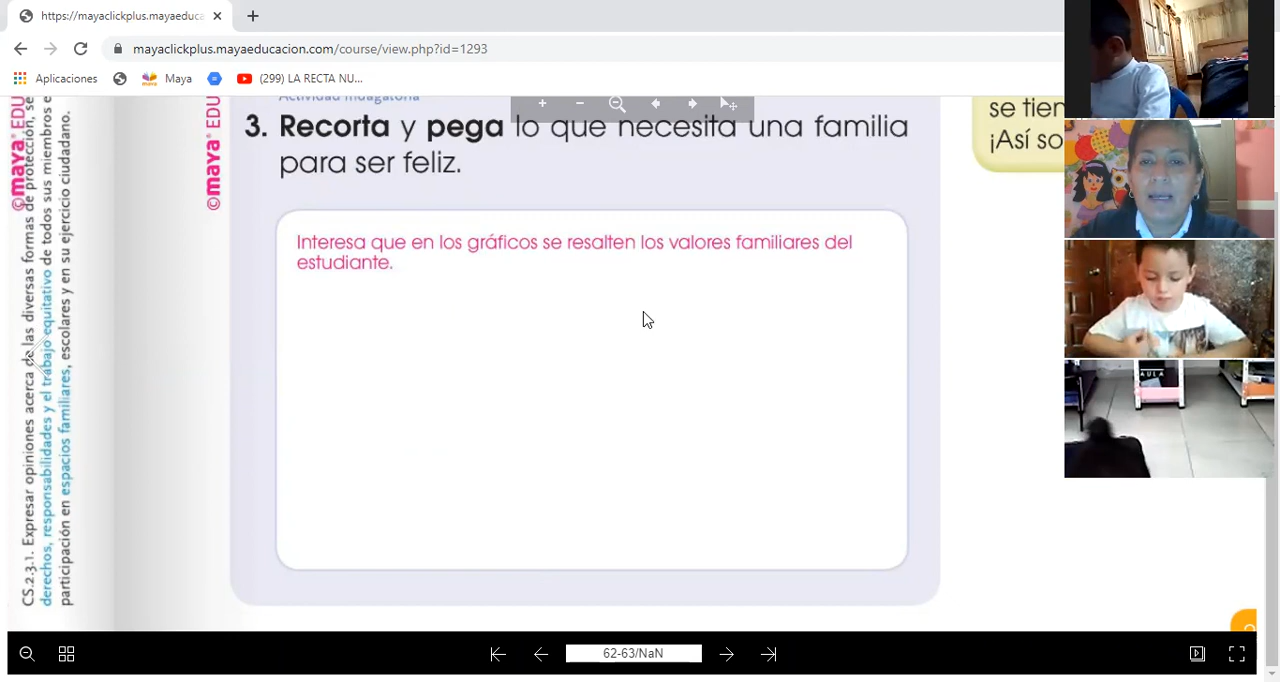 https://mayaclickplus.mayaeduca
mayaclickplus.mayaeducacion.com/course/view.php?id=1293
Aplicaciones
Maya
(299) LA RECTA NU...
Actividad indagatoria
3. Recorta y pega lo que necesita una familia
para ser feliz.
Interesa que en los gráficos se resalten los valores familiares del
estudiante.
se tien
¡Así so
©maya® EDU
CS.2.3.1. Expresar opiniones acerca de las diversas formas de protección, se
derechos, responsabilidades y el trabajo equitativo de todos sus miembros e
participación en espacios familiares, escolares y en su ejercicio ciudadano.
©maya® EDU
AULA
62-63/NaN